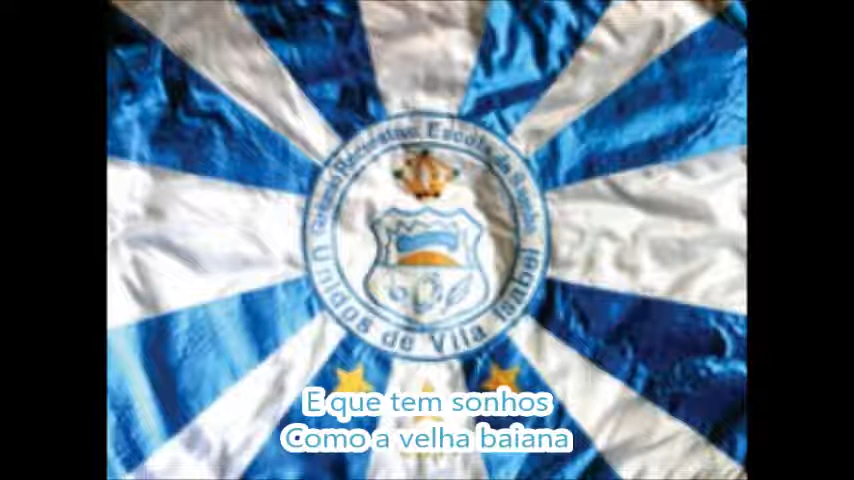 Grêmio Recreativo Escola de Samba
Unidos de Vila Isabel
E que tem sonhos
Como a velha baiana